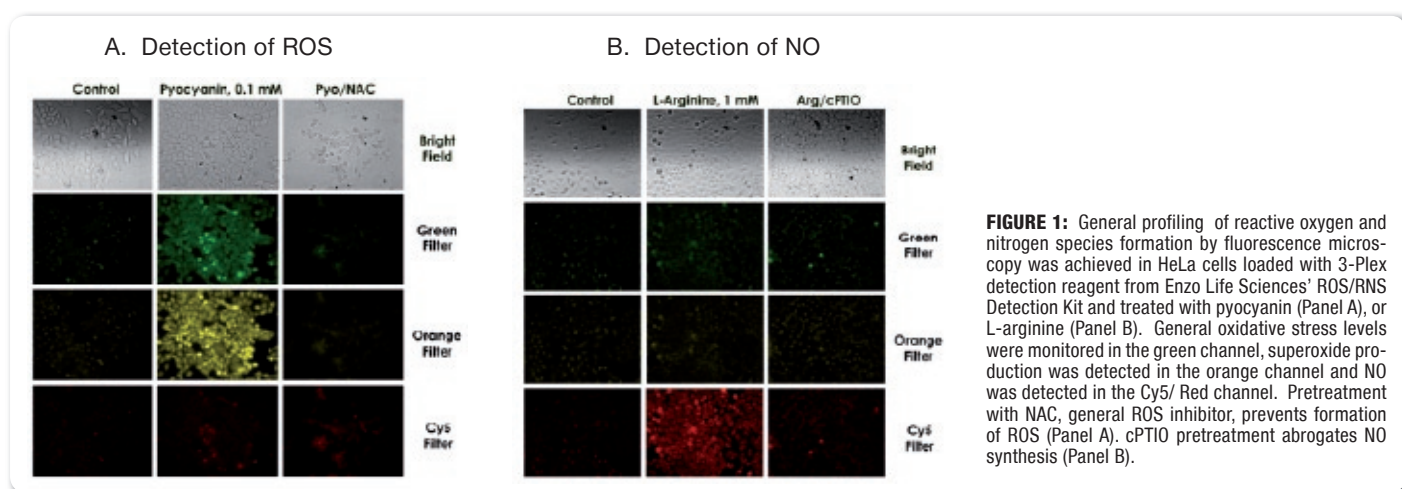 A. Detection of ROS
Control Pyocyanin, 0.1 mM Pyo/NAC
Bright
Field
Green
Filter
Orange
Filter
Cy5
Filter
B. Detection of NO
Control L-Arginine, 1 mM Arg/cPTIO
Bright
Field
Green
Filter
Orange
Filter
Cy5
Filter
FIGURE 1: General profiling of reactive oxygen and
nitrogen species formation by fluorescence micros-
copy was achieved in HeLa cells loaded with 3-Plex
detection reagent from Enzo Life Sciences' ROS/RNS
Detection Kit and treated with pyocyanin (Panel A), or
L-arginine (Panel B). General oxidative stress levels
were monitored in the green channel, superoxide pro-
duction was detected in the orange channel and NO
was detected in the Cy5/ Red channel. Pretreatment
with NAC, general ROS inhibitor, prevents formation
of ROS (Panel A). cPTIO pretreatment abrogates NO
synthesis (Panel B).